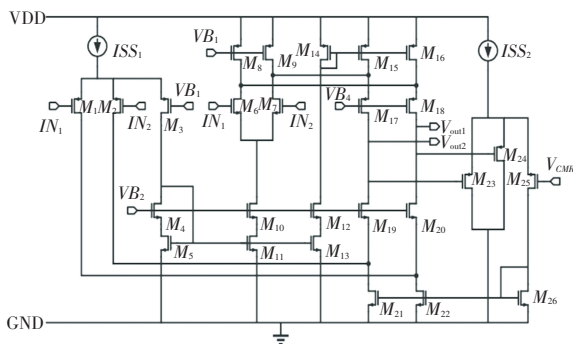 VDD
ISS1
VB1
M8
M9
M14
M15
M16
ISS2
IN1
M1
M2
IN2
VB1
M3
IN1
M6
M7
IN2
VB4
M17
M18
Vout1
Vout2
M24
VCMR
M23
M25
VB2
M4
M10
M12
M19
M20
M5
M11
M13
M21
M22
M26
GND